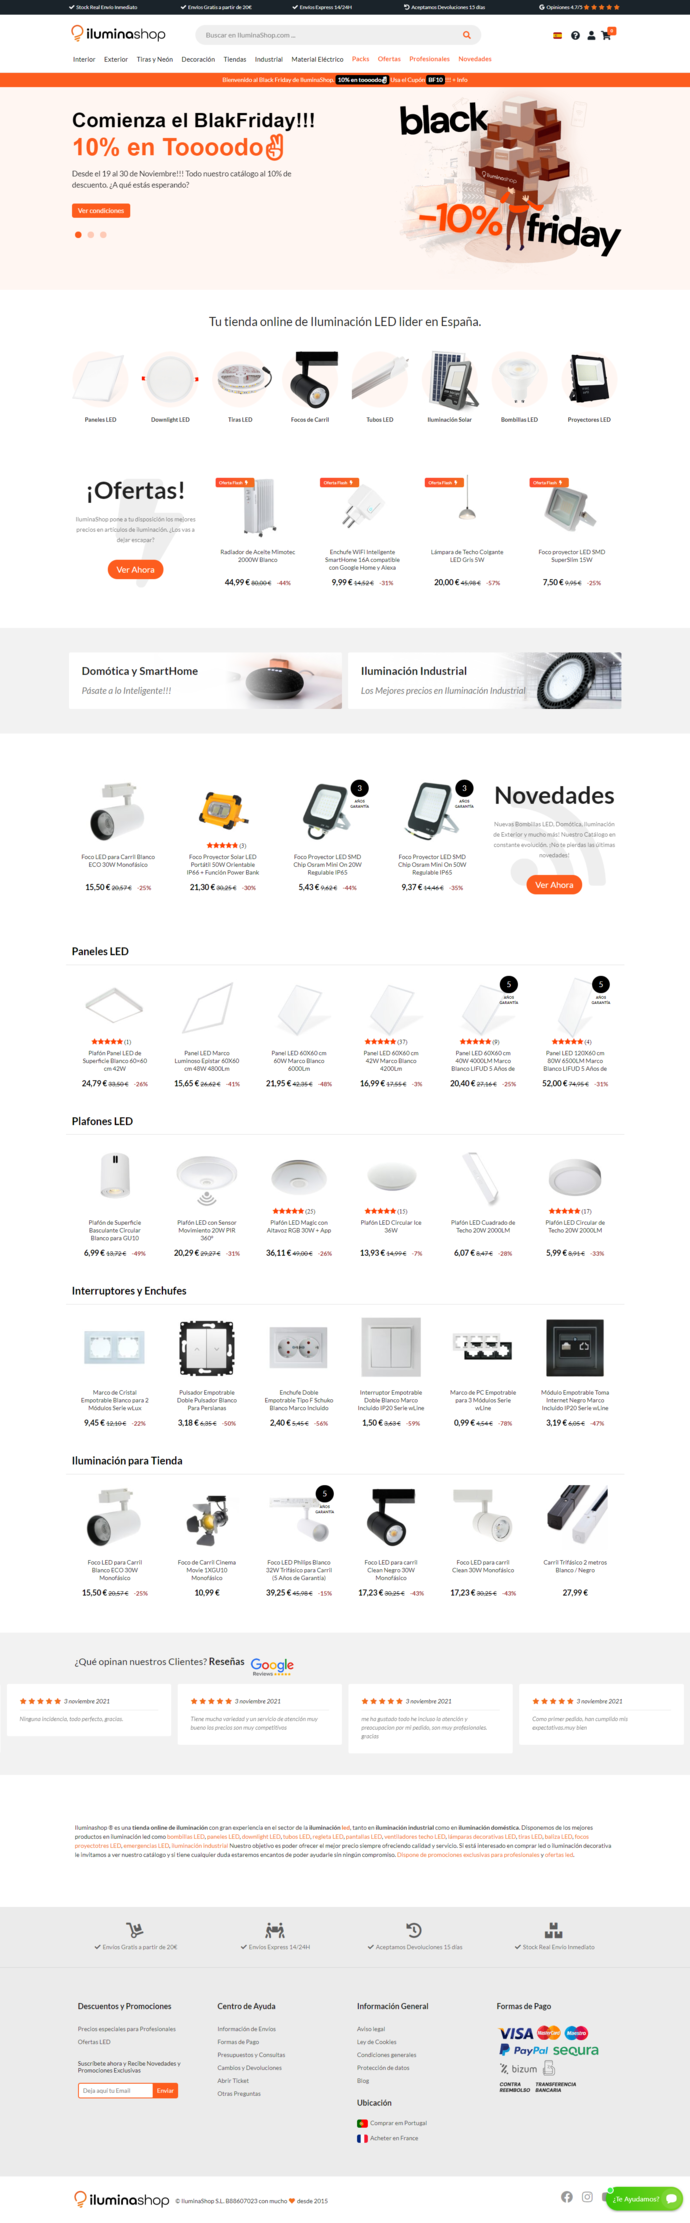 Stock Real Envio Inmediato
Envíos Gratis a partir de 20€
Envíos Express 14/24H
Aceptamos Devoluciones 15 días
Opiniones 4.7/5
iluminashop
Buscar en IluminaShop.com ...
Interior Exterior Tiras y Neón Decoración Tiendas Industrial Material Eléctrico Packs Ofertas Profesionales Novedades
Bienvenido al Black Friday de IluminaShop. 10% en toooodo✌ Usa el Cupón BF10 !!! + Info
Comienza el BlakFriday!!!
10% en Toooodo✌
Desde el 19 al 30 de Noviembre!!! Todo nuestro catálogo al 10% de
descuento. ¿A qué estás esperando?
Ver condiciones
black
iluminashop
-10%
friday
Tu tienda online de Iluminación LED lider en España.
Paneles LED
Downlight LED
Tiras LED
Focos de Carril
Tubos LED
Iluminación Solar
Bombillas LED
Proyectores LED
¡Ofertas!
IluminaShop pone a tu disposición los mejores
precios en artículos de iluminación. ¿Los vas a
dejar escapar?
Ver Ahora
Oferta Flash
Radiador de Aceite Mimotec
2000W Blanco
44,99 € 80,00 € -44%
Oferta Flash
Enchufe WIFI Inteligente
SmartHome 16A compatible
con Google Home y Alexa
9,99 € 14,52 € -31%
Oferta Flash
Lámpara de Techo Colgante
LED Gris 5W
20,00 € 45,98 € -57%
Oferta Flash
Foco proyector LED SMD
SuperSlim 15W
7,50 € 9,95 € -25%
Domótica y SmartHome
Pásate a lo Inteligente!!!
Iluminación Industrial
Los Mejores precios en Iluminación Industrial
Foco LED para Carril Blanco
ECO 30W Monofásico
15,50 € 20,57 € -25%
(3)
Foco Proyector Solar LED
Portátil 50W Orientable
IP66 + Función Power Bank
21,30 € 30,25 € -30%
3
AÑOS
GARANTÍA
Foco Proyector LED SMD
Chip Osram Mini On 20W
Regulable IP65
5,43 € 9,62 € -44%
3
AÑOS
GARANTÍA
Foco Proyector LED SMD
Chip Osram Mini On 50W
Regulable IP65
9,37 € 14,46 € -35%
Novedades
Nuevas Bombillas LED, Domótica, Iluminación
de Exterior y mucho más! Nuestro Catálogo en
constante evolución. ¡No te pierdas las últimas
novedades!
Ver Ahora
Paneles LED
(1)
Plafón Panel LED de
Superficie Blanco 60×60
cm 42W
24,79 € 33,50 € -26%
Panel LED Marco
Luminoso Epistar 60X60
cm 48W 4800Lm
15,65 € 26,62 € -41%
Panel LED 60X60 cm
60W Marco Blanco
6000Lm
21,95 € 42,35 € -48%
(37)
Panel LED 60X60 cm
42W Marco Blanco
4200Lm
16,99 € 17,55 € -3%
5
AÑOS
GARANTÍA
(9)
Panel LED 60X60 cm
40W 4000LM Marco
Blanco LIFUD 5 Años de
20,40 € 27,16 € -25%
5
AÑOS
GARANTÍA
(4)
Panel LED 120X60 cm
80W 6500LM Marco
Blanco LIFUD 5 Años de
52,00 € 74,95 € -31%
Plafones LED
Plafón de Superficie
Basculante Circular
Blanco para GU10
6,99 € 13,72 € -49%
Plafón LED con Sensor
Movimiento 20W PIR
360º
20,29 € 29,27 € -31%
(25)
Plafón LED Magic con
Altavoz RGB 30W + App
36,11 € 49,00 € -26%
(15)
Plafón LED Circular Ice
36W
13,93 € 14,99 € -7%
Plafón LED Cuadrado de
Techo 20W 2000LM
6,07 € 8,47 € -28%
(17)
Plafón LED Circular de
Techo 20W 2000LM
5,99 € 8,91 € -33%
Interruptores y Enchufes
Marco de Cristal
Empotrable Blanco para 2
Módulos Serie wLux
9,45 € 12,10 € -22%
Pulsador Empotrable
Doble Pulsador Blanco
Para Persianas
3,18 € 6,35 € -50%
Enchufe Doble
Empotrable Tipo F Schuko
Blanco Marco Incluido
2,40 € 5,45 € -56%
Interruptor Empotrable
Doble Blanco Marco
Incluido IP20 Serie wLine
1,50 € 3,63 € -59%
Marco de PC Empotrable
para 3 Módulos Serie
wLine
0,99 € 4,54 € -78%
Módulo Empotrable Toma
Internet Negro Marco
Incluido IP20 Serie wLine
3,19 € 6,05 € -47%
Iluminación para Tienda
Foco LED para Carril
Blanco ECO 30W
Monofásico
15,50 € 20,57 € -25%
Foco de Carril Cinema
Movie 1XGU10
Monofásico
10,99 €
5
AÑOS
GARANTÍA
Foco LED Philips Blanco
32W Trifásico para Carril
(5 Años de Garantía)
39,25 € 45,98 € -15%
Foco LED para carril
Clean Negro 30W
Monofásico
17,23 € 30,25 € -43%
Foco LED para carril
Clean 30W Monofásico
17,23 € 30,25 € -43%
Carril Trifásico 2 metros
Blanco / Negro
27,99 €
¿Qué opinan nuestros Clientes? Reseñas
Google
Reviews
3 noviembre 2021
Ninguna incidencia, todo perfecto, gracias.
3 noviembre 2021
Tiene mucha variedad y un servicio de atención muy
bueno los precios son muy competitivos
3 noviembre 2021
me ha gustado todo he incluso la atención y
preocupacion por mi pedido, son muy profesionales
gracias
3 noviembre 2021
Como primer pedido, han cumplido mis
expectativas.muy bien
Iluminashop ® es una tienda online de iluminación con gran experiencia en el sector de la iluminación led, tanto en iluminación industrial como en iluminación doméstica. Disponemos de los mejores
productos en iluminación led como bombillas LED, paneles LED, downlight LED, tubos LED, regleta LED, pantallas LED, ventiladores techo LED, lámparas decorativas LED, tiras LED, baliza LED, focos
proyectotres LED, emergencias LED, iluminación industrial Nuestro objetivo es poder ofrecer el mejor precio siempre ofreciendo calidad y servicio. Si está interesado en comprar led o iluminación decorativa
le invitamos a ver nuestro catálogo y si tiene cualquier duda estaremos encantos de poder ayudarle sin ningún compromiso. Dispone de promociones exclusivas para profesionales y ofertas led.
Envíos Gratis a partir de 20€
Envíos Express 14/24H
Aceptamos Devoluciones 15 días
Stock Real Envio Inmediato
Descuentos y Promociones
Precios especiales para Profesionales
Ofertas LED
Suscríbete ahora y Recibe Novedades y
Promociones Exclusivas
Deja aquí tu Email
Enviar
Centro de Ayuda
Información de Envíos
Formas de Pago
Presupuestos y Consultas
Cambios y Devoluciones
Abrir Ticket
Otras Preguntas
Información General
Aviso legal
Ley de Cookies
Condiciones generales
Protección de datos
Blog
Ubicación
Comprar em Portugal
Acheter en France
Formas de Pago
VISA MasterCard Maestro
PayPal sequra
bizum
CONTRA REEMBOLSO
TRANSFERENCIA BANCARIA
iluminashop
© IluminaShop S.L. B88607023 con mucho 🧡 desde 2015
¿Te Ayudamos?